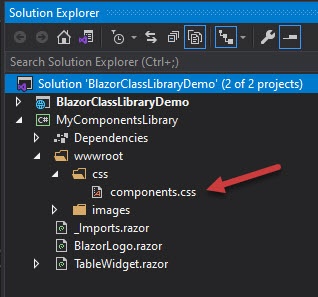 Solution Explorer
Search Solution Explorer (Ctrl+;)
Solution 'BlazorClassLibraryDemo' (2 of 2 projects)
BlazorClassLibraryDemo
C# MyComponentsLibrary
Dependencies
wwwroot
css
components.css
images
_Imports.razor
BlazorLogo.razor
TableWidget.razor